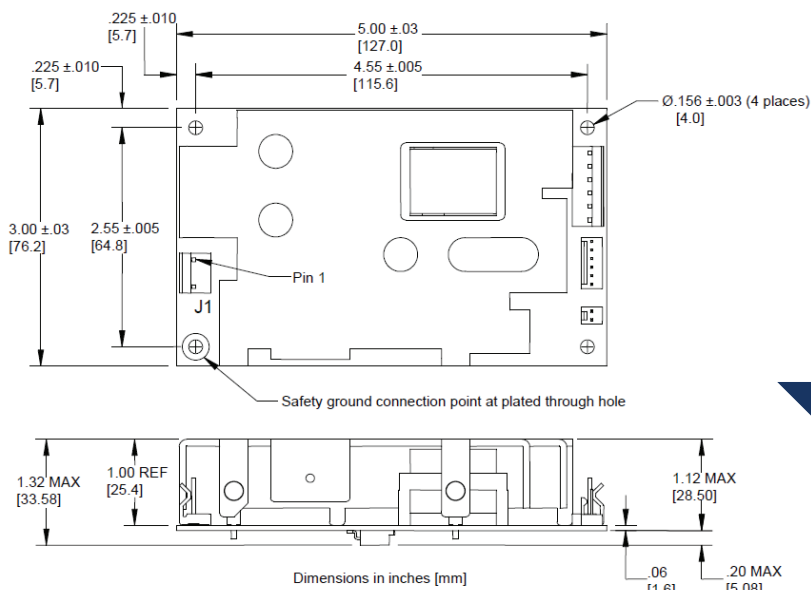 .225 ±.010
[5.7]
5.00 ±.03
[127.0]
.225 ±.010
[5.7]
4.55 ±.005
[115.6]
Ø.156 ±.003 (4 places)
[4.0]
3.00 ±.03
[76.2]
2.55 ±.005
[64.8]
Pin 1
J1
Safety ground connection point at plated through hole
1.32 MAX
[33.58]
1.00 REF
[25.4]
1.12 MAX
[28.50]
Dimensions in inches [mm]
.06
[1.6]
.20 MAX
[5.08]